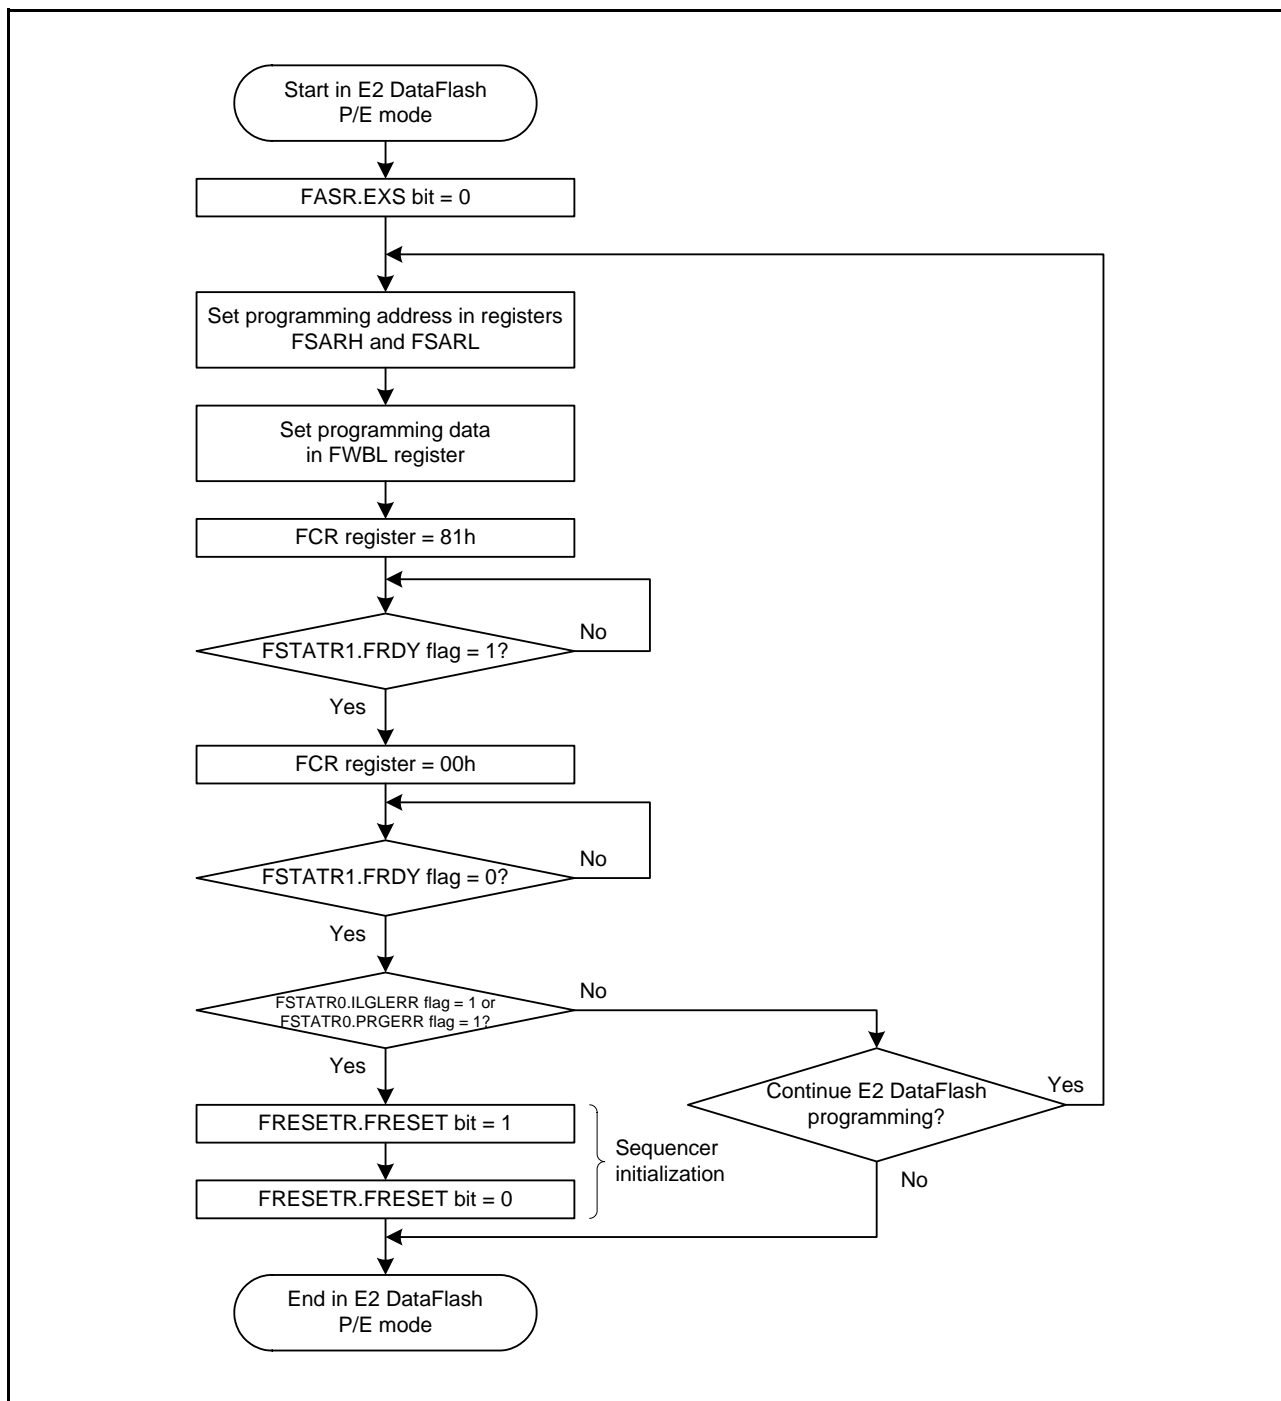 Start in E2 DataFlash
P/E mode
FASR.EXS bit = 0
Set programming address in registers
FSARH and FSARL
Set programming data
in FWBL register
FCR register = 81h
FSTATR1.FRDY flag = 1?
No
Yes
FCR register = 00h
FSTATR1.FRDY flag = 0?
No
Yes
FSTATR0.ILGLERR flag = 1 or
FSTATR0.PRGERR flag = 1?
No
Yes
Continue E2 DataFlash
programming?
Yes
No
FRESETR.FRESET bit = 1
FRESETR.FRESET bit = 0
Sequencer
initialization
End in E2 DataFlash
P/E mode